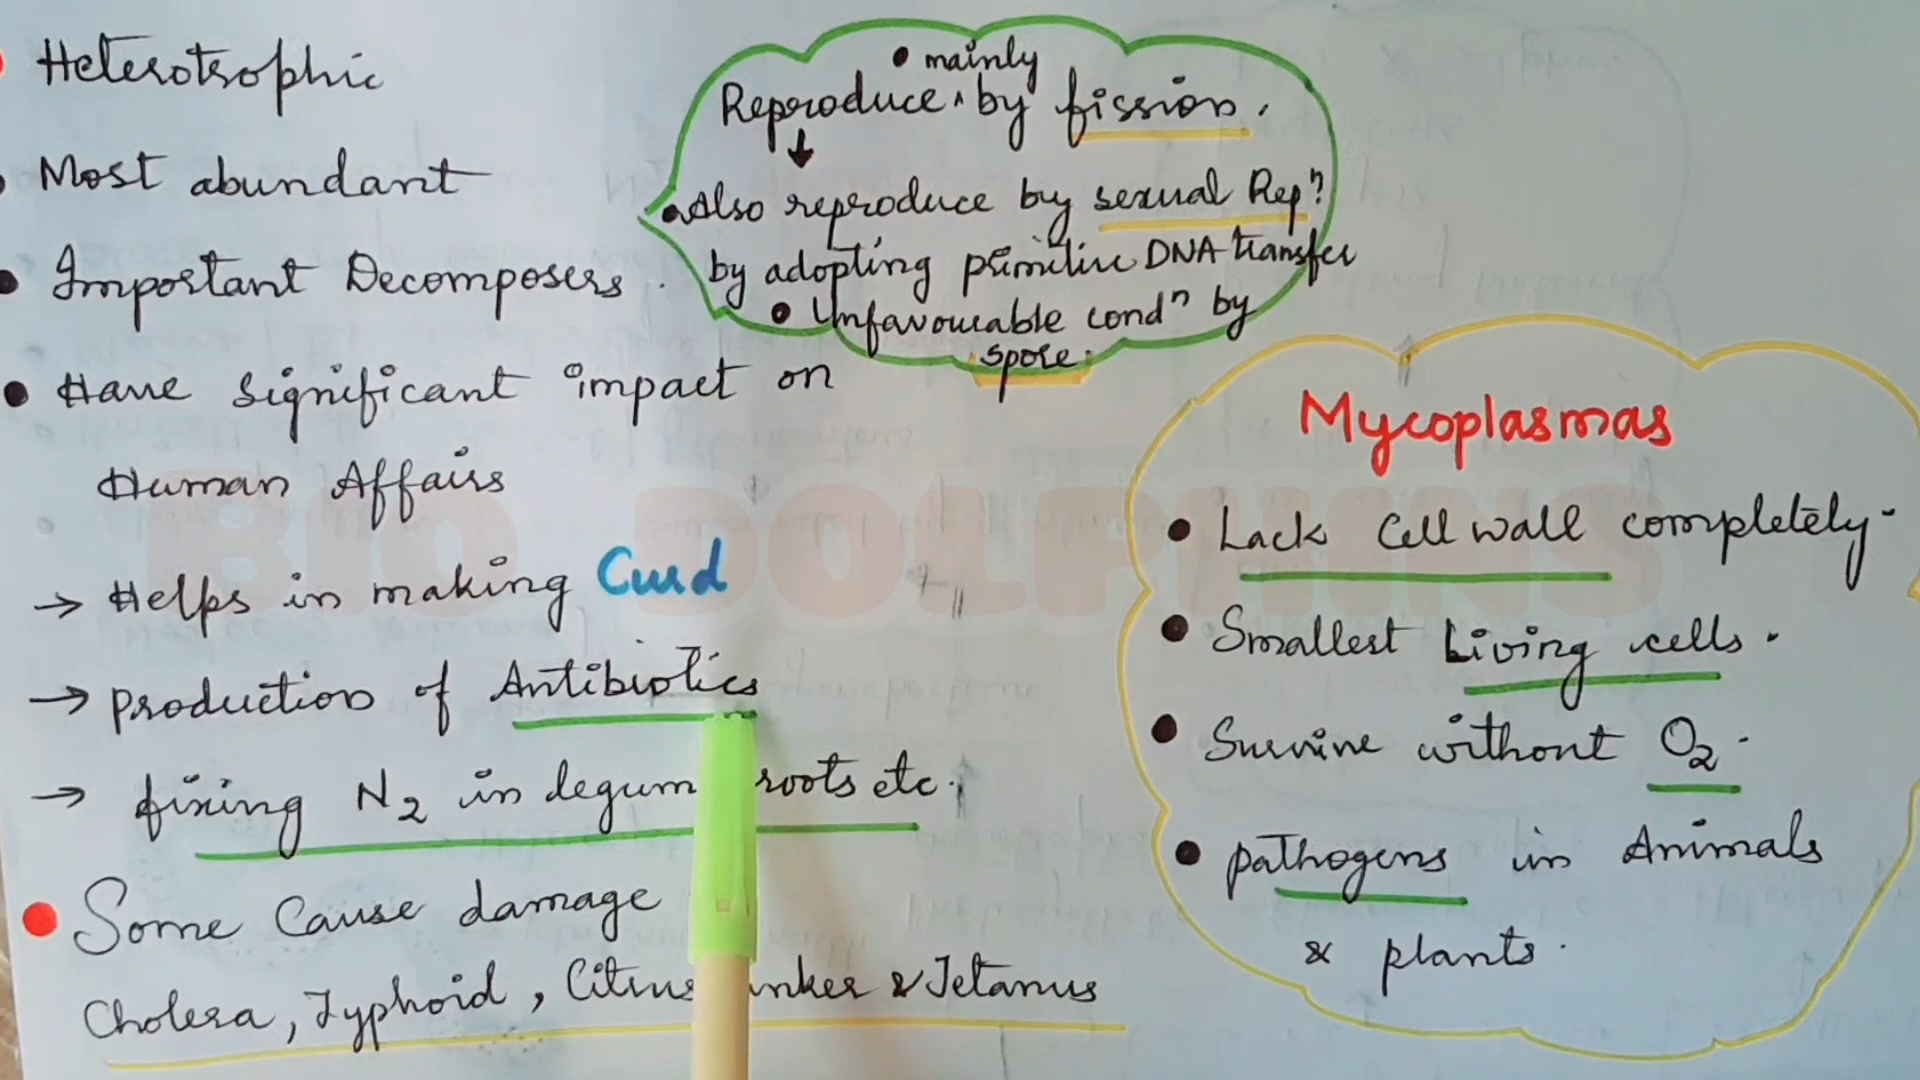 Heterotrophic
Most abundant
Important Decomposers.
Have significant impact on
Human Affairs
→ Helps in making Curd
→ Production of Antibiotics
→ fixing N2 in legum roots etc.
Some Cause damage
Cholera, Typhoid, Citrus nker & Tetanus
mainly
Reproduce ^ by fission.
Also reproduce by sexual Repn
by adopting primitive DNA transfer
Unfavourable condn by
spore.
Mycoplasmas
Lack Cell wall completely.
Smallest Living cells.
Survive without O2.
pathogens in Animals
& plants.
BIO DOLPHINS